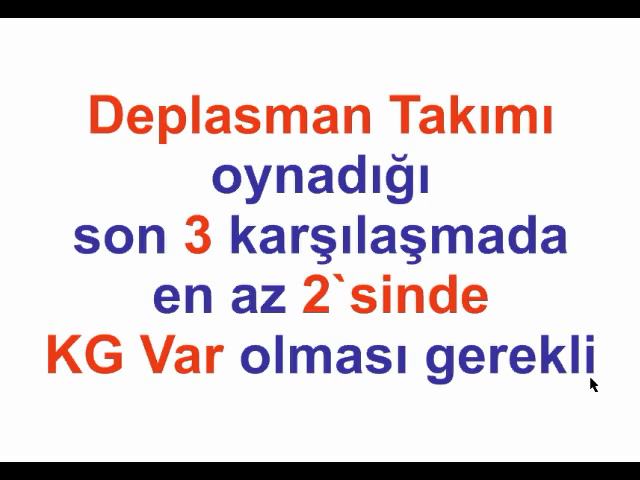 Deplasman Takımı
oynadığı
son 3 karşılaşmada
en az 2`sinde
KG Var olması gerekli